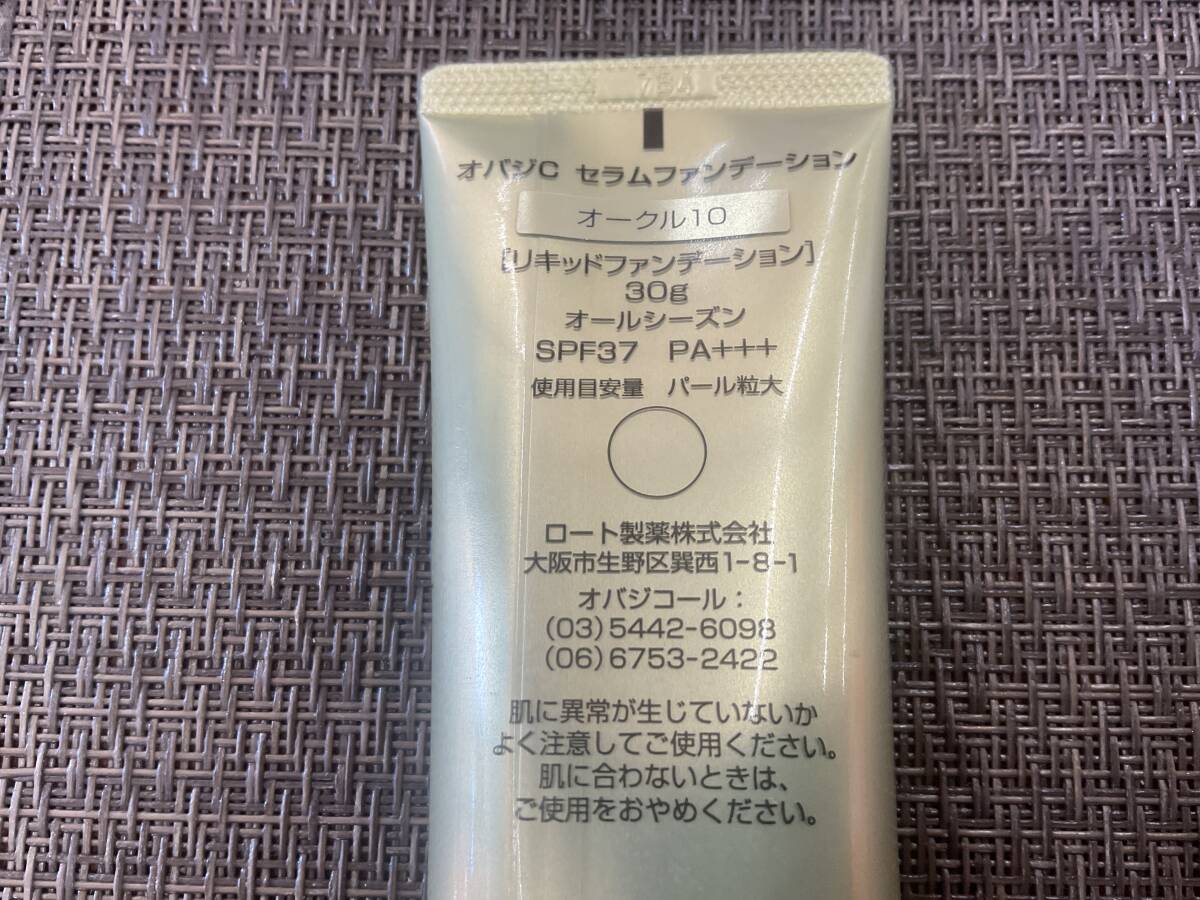 オバジC セラムファンデーション
オークル10
[リキッドファンデーション]
30g
オールシーズン
SPF37 PA+++
使用目安量 パール粒大
ロート製薬株式会社
大阪市生野区巽西1-8-1
オバジコール：
(03)5442-6098
(06)6753-2422
肌に異常が生じていないか
よく注意してご使用ください。
肌に合わないときは、
ご使用をおやめください。